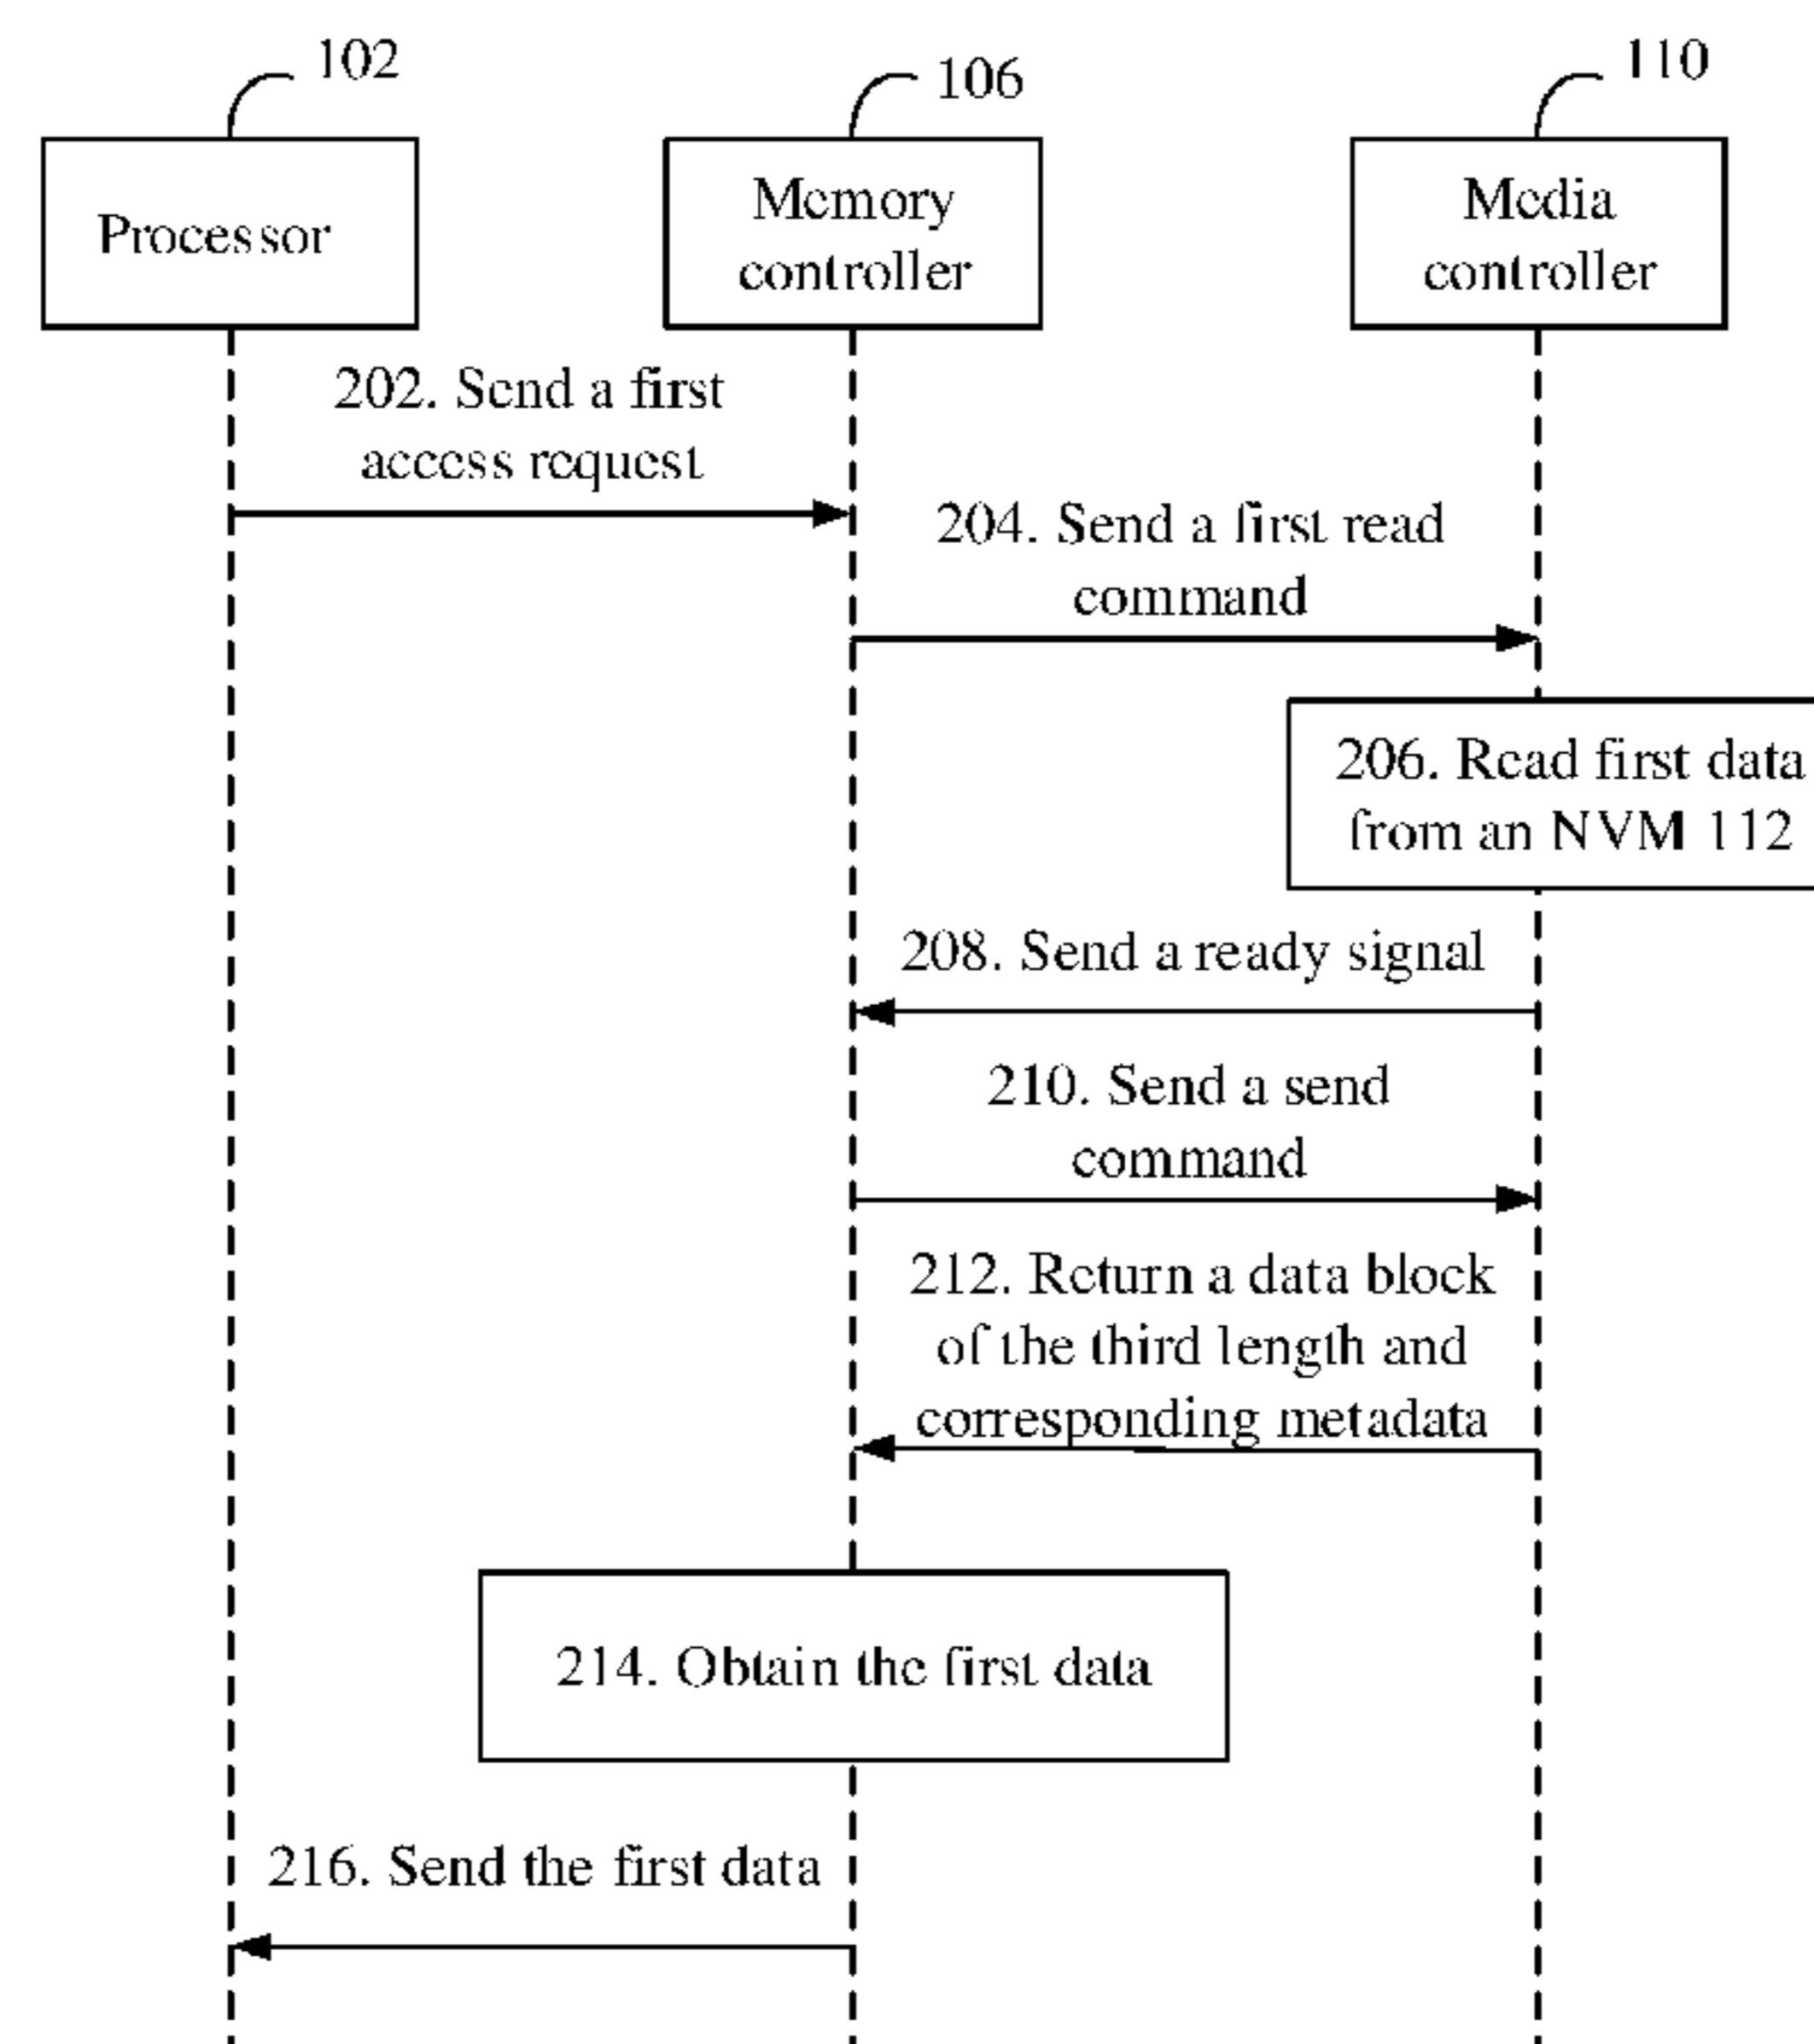 102
106
110
Processor
Memory
controller
Media
controller
202. Send a first
access request
204. Send a first read
command
206. Read first data
from an NVM 112
208. Send a ready signal
210. Send a send
command
212. Return a data block
of the third length and
corresponding metadata
214. Obtain the first data
216. Send the first data